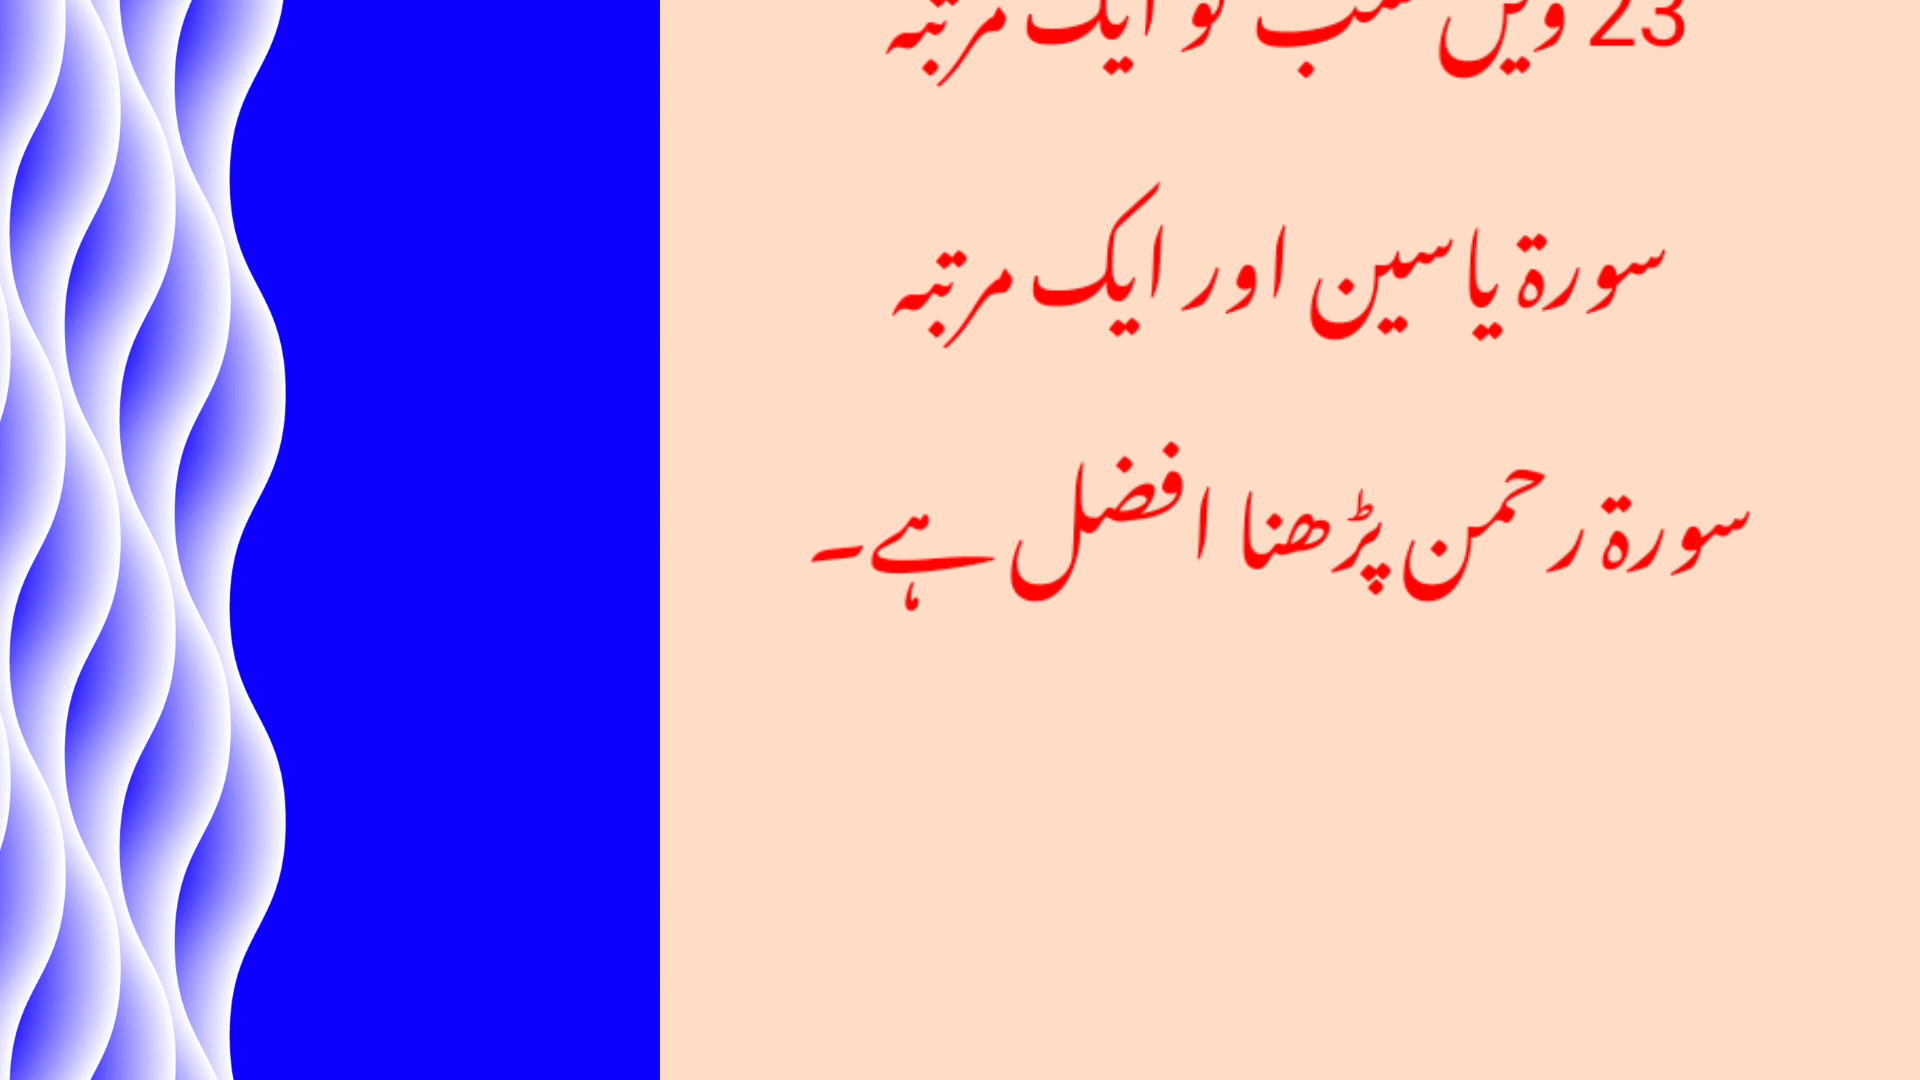 23 ویں شب کو ایک مرتبہ
سورۃ یاسین اور ایک مرتبہ
سورۃ رحمن پڑھنا افضل ہے۔